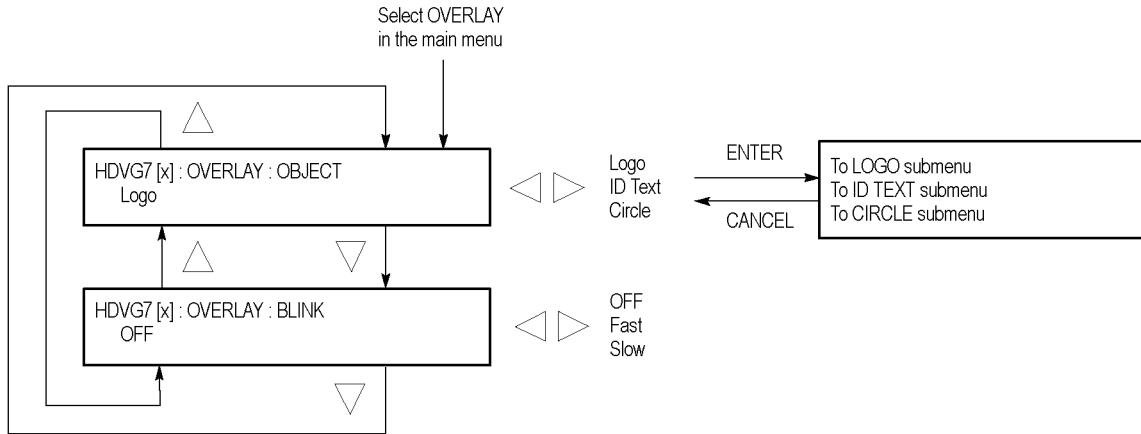 Select OVERLAY
in the main menu
HDVG7 [x] : OVERLAY : OBJECT
Logo
Logo
ID Text
Circle
ENTER
CANCEL
To LOGO submenu
To ID TEXT submenu
To CIRCLE submenu
HDVG7 [x] : OVERLAY : BLINK
OFF
OFF
Fast
Slow